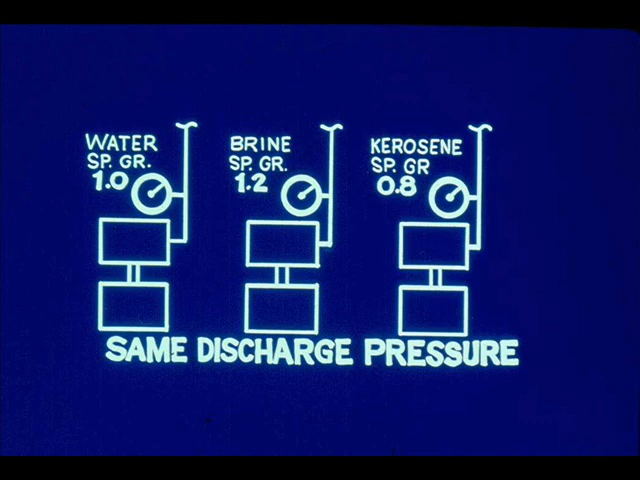 WATER
SP. GR.
1.0
BRINE
SP. GR.
1.2
KEROSENE
SP. GR
0.8
SAME DISCHARGE PRESSURE